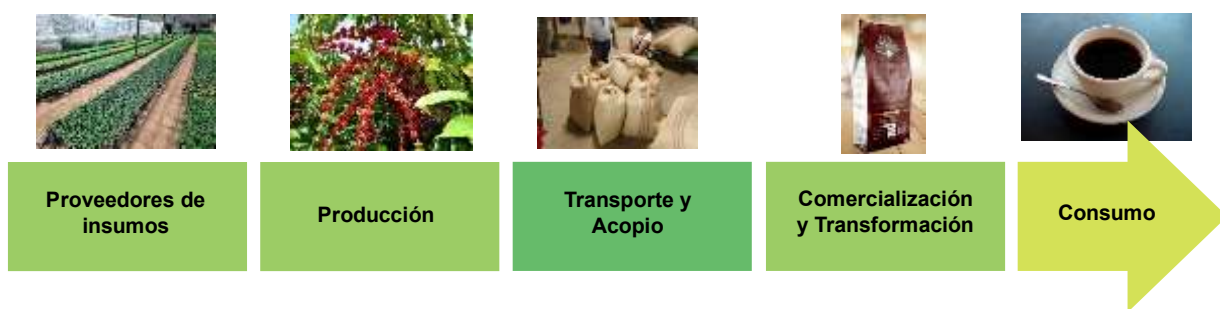 Proveedores de
insumos
Producción
Transporte y
Acopio
Comercialización
y Transformación
Consumo